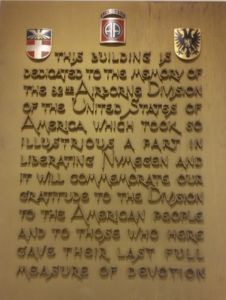 THIS BUILDING IS
DEDICATED TO THE MEMORY OF
THE 82nd AIRBORNE DIVISION
OF THE UNITED STATES OF
AMERICA WHICH TOOK SO
ILLUSTRIOUS A PART IN
LIBERATING NYMEGEN AND
IT WILL COMMEMORATE OUR
GRATITUDE TO THE DIVISION
TO THE AMERICAN PEOPLE
AND TO THOSE WHO HERE
GAVE THEIR LAST FULL
MEASURE OF DEVOTION